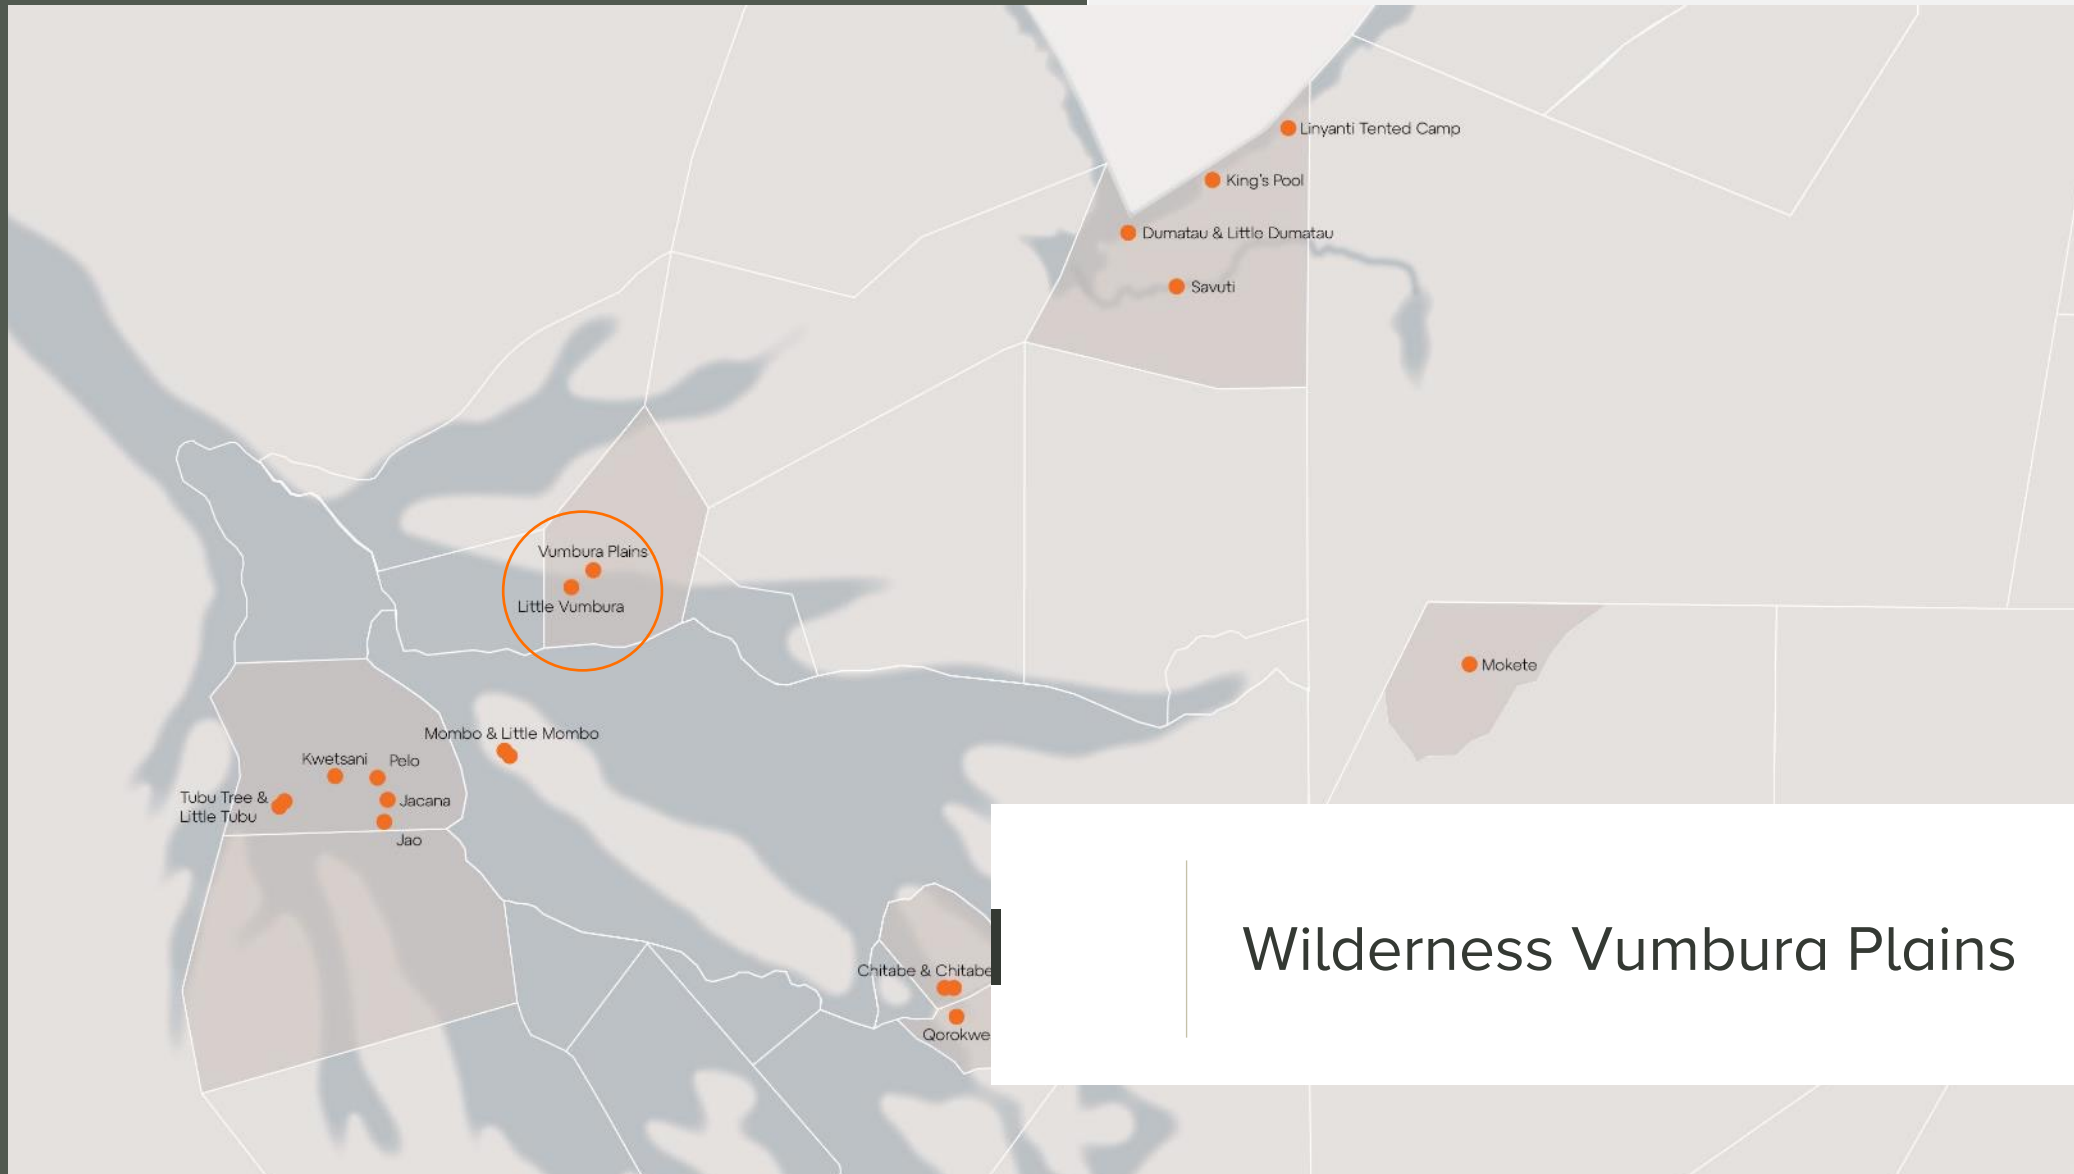 Linyanti Tented Camp
King's Pool
Dumatau & Little Dumatau
Savuti
Vumbura Plains
Little Vumbura
Mokete
Mombo & Little Mombo
Kwetsani
Pelo
Tubu Tree &
Little Tubu
Jacana
Jao
Chitabe & Chitabe
Qorokwe
Wilderness Vumbura Plains